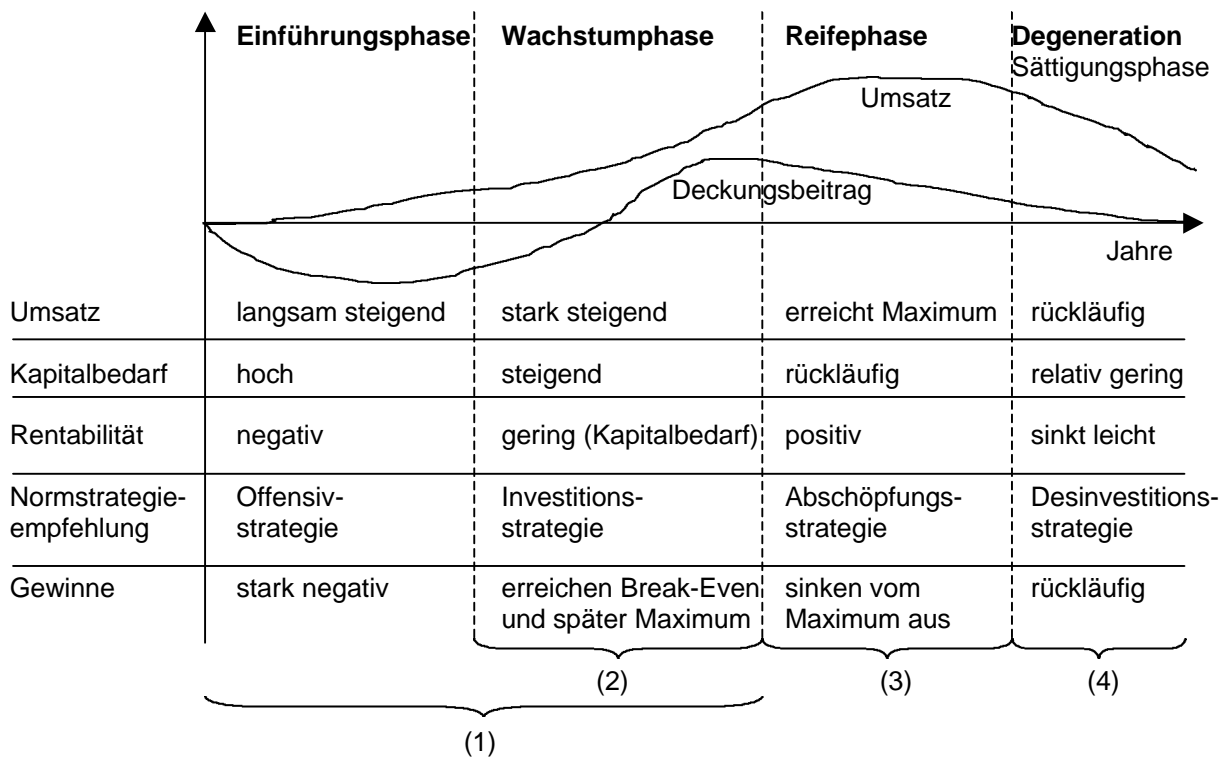 Einführungsphase Wachstumphase Reifephase Degeneration
Sättigungsphase
Umsatz
Deckungsbeitrag
Jahre
Umsatz langsam steigend stark steigend erreicht Maximum rückläufig
Kapitalbedarf hoch steigend rückläufig relativ gering
Rentabilität negativ gering (Kapitalbedarf) positiv sinkt leicht
Normstrategie- Offensiv- Investitions- Abschöpfungs- Desinvestitions-
empfehlung strategie strategie strategie strategie
Gewinne stark negativ erreichen Break-Even sinken vom rückläufig
und später Maximum Maximum aus
(2) (3) (4)
(1)